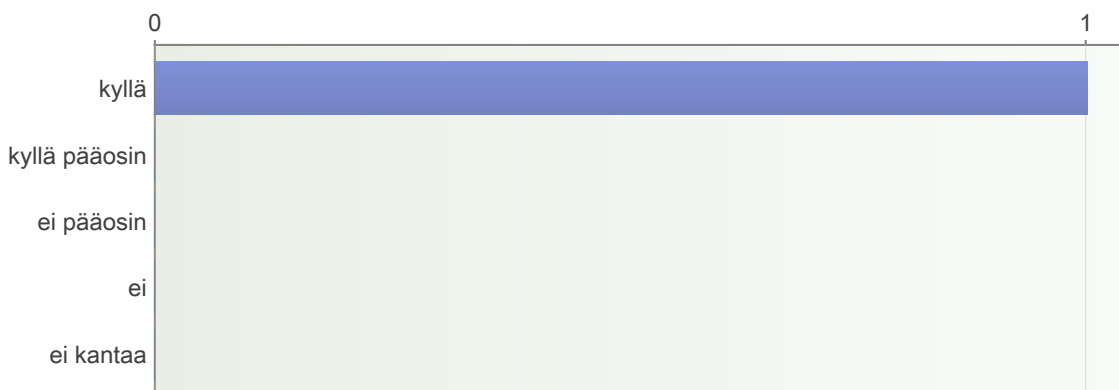 0 1
kyllä
kyllä pääosin
ei pääosin
ei
ei kantaa